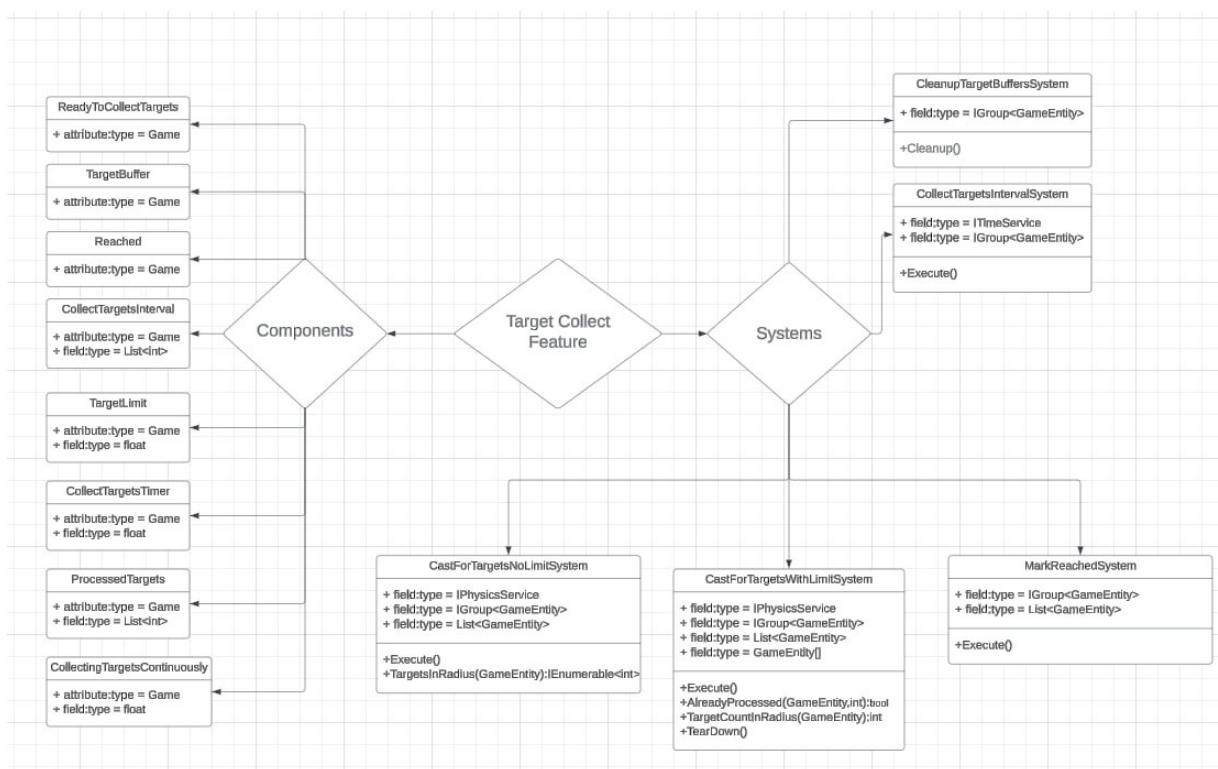 ReadyToCollectTargets
+ attribute:type = Game
TargetBuffer
+ attribute:type = Game
Reached
+ attribute:type = Game
CollectTargetsInterval
+ attribute:type = Game
+ field:type = List<int>
TargetLimit
+ attribute:type = Game
+ field:type = float
CollectTargetsTimer
+ attribute:type = Game
+ field:type = float
ProcessedTargets
+ attribute:type = Game
+ field:type = List<int>
CollectingTargetsContinuously
+ attribute:type = Game
+ field:type = float
Components
Target Collect
Feature
Systems
CleanupTargetBuffersSystem
+ field:type = IGroup<GameEntity>
+Cleanup()
CollectTargetsIntervalSystem
+ field:type = ITimeService
+ field:type = IGroup<GameEntity>
+Execute()
CastForTargetsNoLimitSystem
+ field:type = IPhysicsService
+ field:type = IGroup<GameEntity>
+ field:type = List<GameEntity>
+Execute()
+TargetsInRadius(GameEntity):IEnumerable<int>
CastForTargetsWithLimitSystem
+ field:type = IPhysicsService
+ field:type = IGroup<GameEntity>
+ field:type = List<GameEntity>
+ field:type = GameEntity[]
+Execute()
+AlreadyProcessed(GameEntity,int):bool
+TargetCountInRadius(GameEntity):int
+TearDown()
MarkReachedSystem
+ field:type = IGroup<GameEntity>
+ field:type = List<GameEntity>
+Execute()